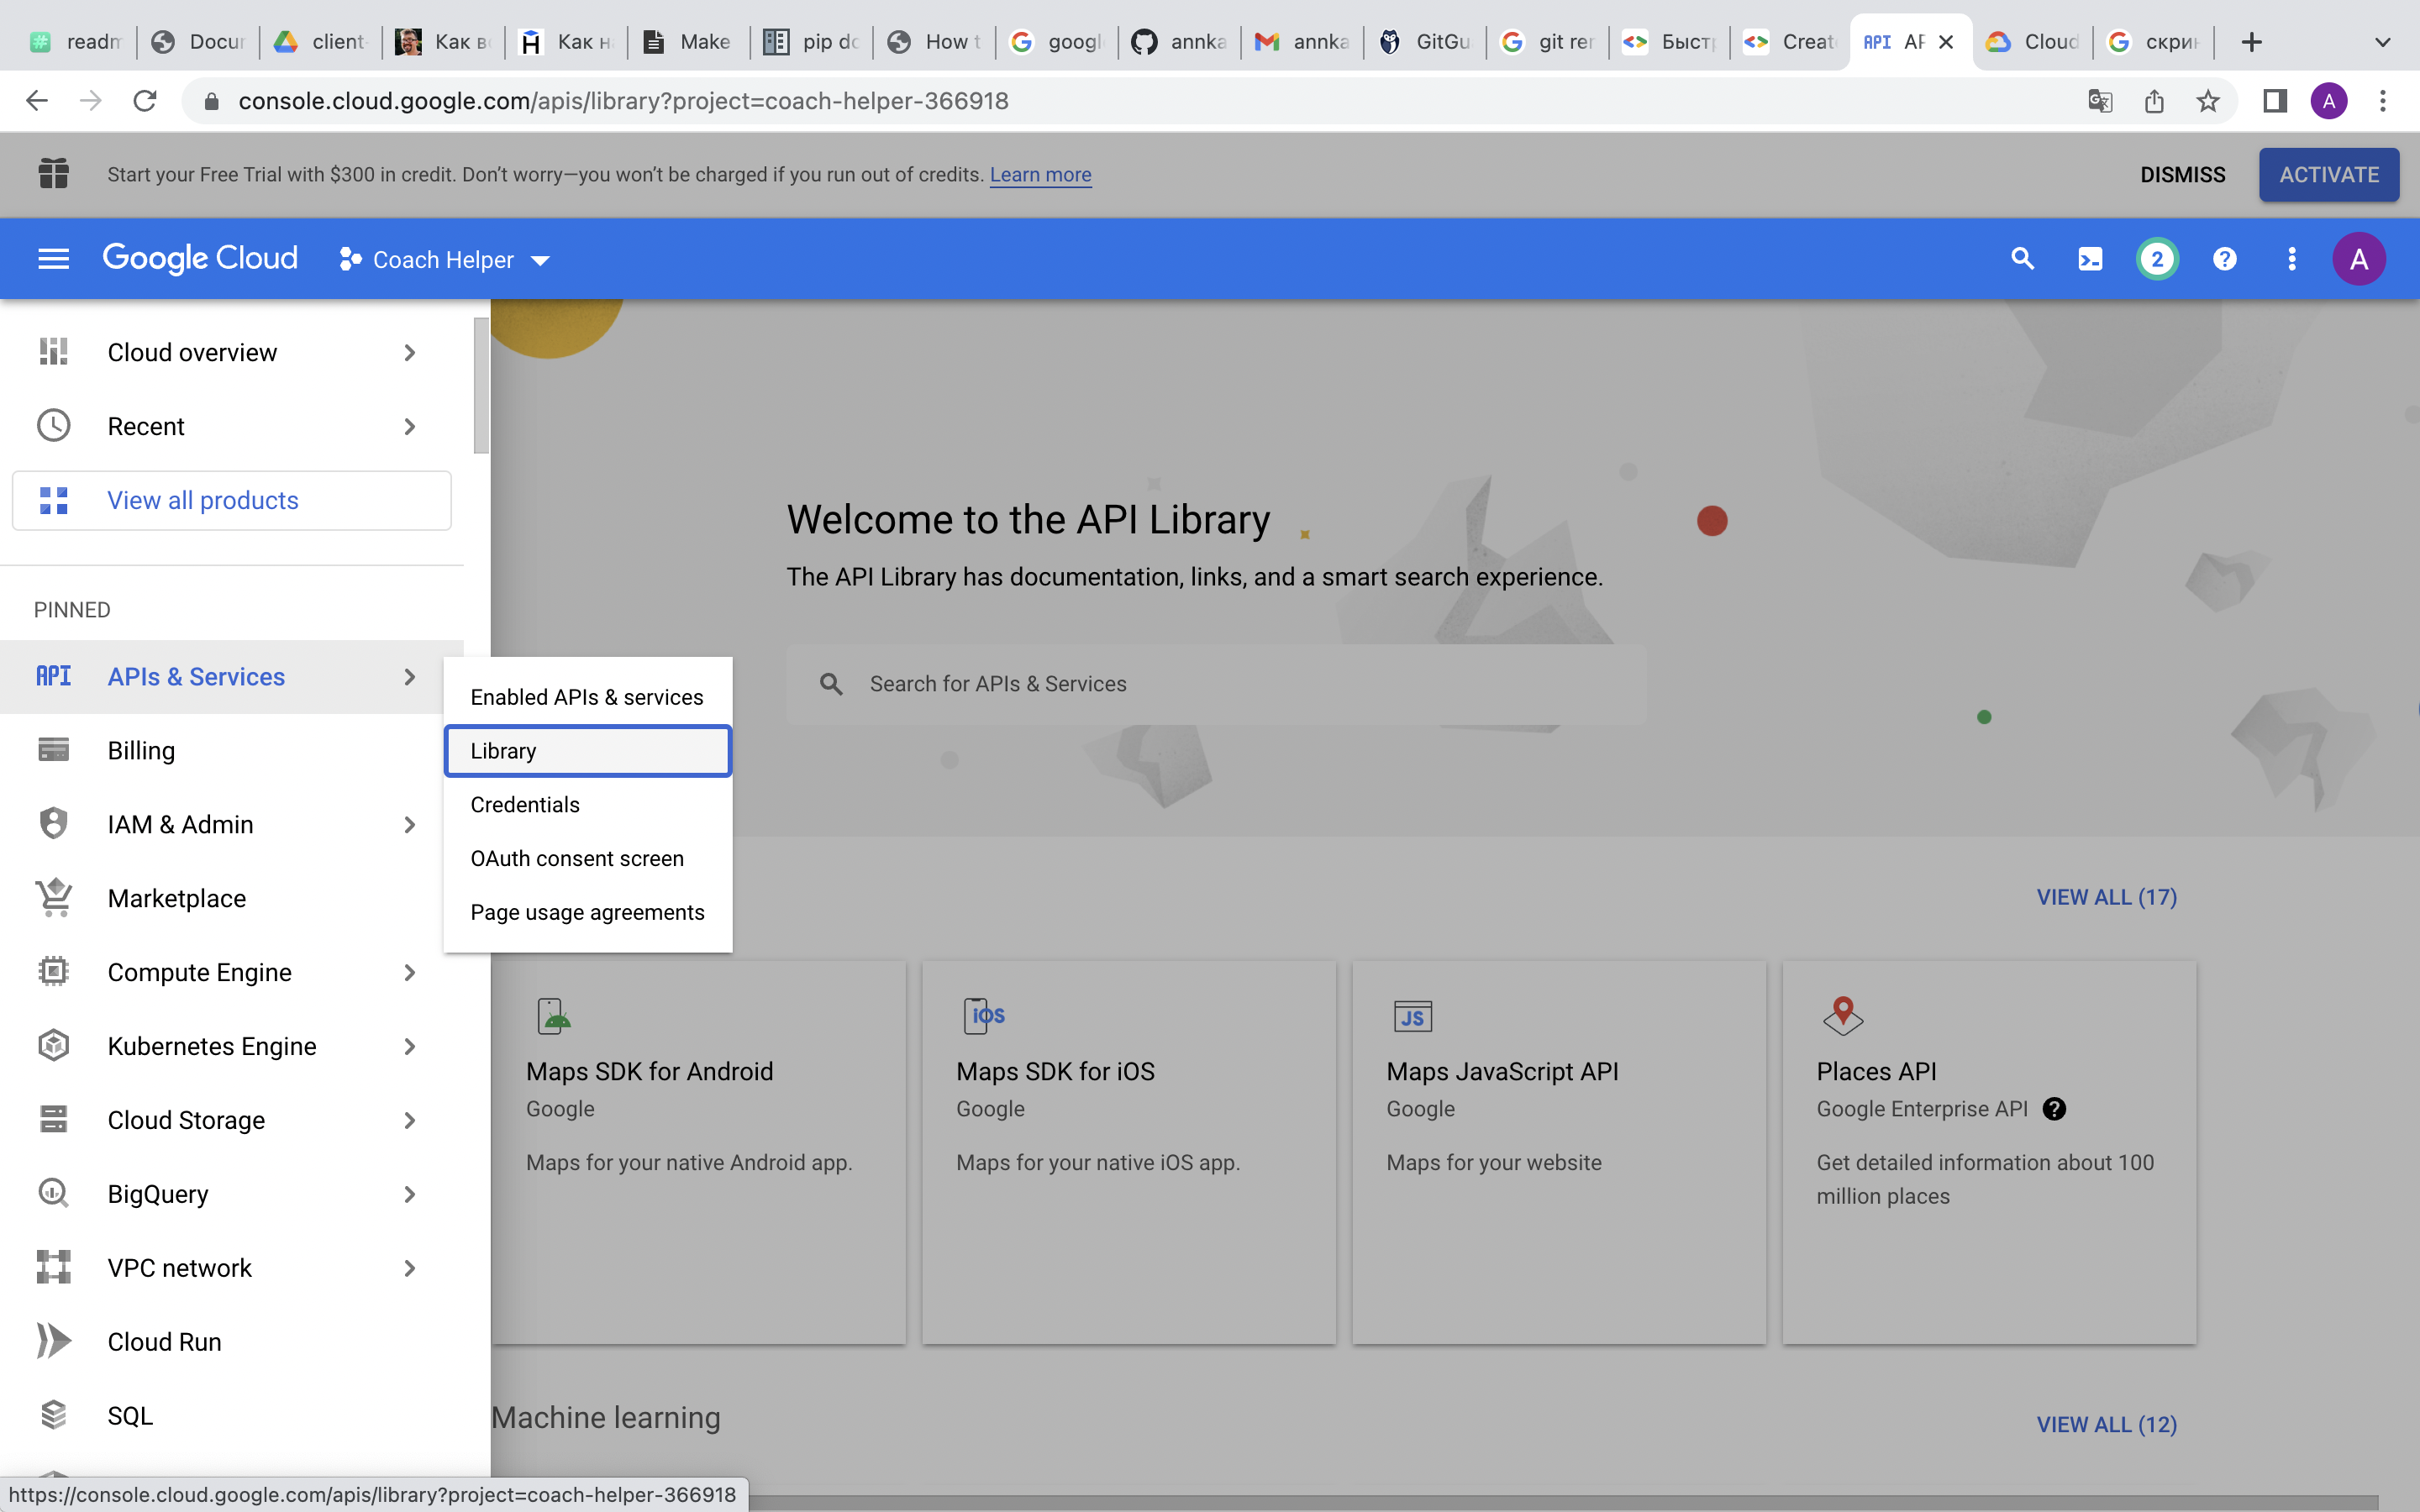 readm
Docur
client-
Как в
Как н
Make
pip do
How t
googl
annka
annka
GitGu
git rer
Быстр
Creat
API AF
Cloud
скрин
console.cloud.google.com/apis/library?project=coach-helper-366918
A
Start your Free Trial with $300 in credit. Don't worry—you won't be charged if you run out of credits. Learn more
DISMISS
ACTIVATE
Google Cloud
Coach Helper
2
A
Cloud overview
Recent
View all products
PINNED
API APIs & Services
Billing
IAM & Admin
Marketplace
Compute Engine
Kubernetes Engine
Cloud Storage
BigQuery
VPC network
Cloud Run
SQL
Enabled APIs & services
Library
Credentials
OAuth consent screen
Page usage agreements
Welcome to the API Library
The API Library has documentation, links, and a smart search experience.
Search for APIs & Services
VIEW ALL (17)
Maps SDK for Android
Google
Maps for your native Android app.
iOS
Maps SDK for iOS
Google
Maps for your native iOS app.
JS
Maps JavaScript API
Google
Maps for your website
Places API
Google Enterprise API
Get detailed information about 100
million places
Machine learning
VIEW ALL (12)
https://console.cloud.google.com/apis/library?project=coach-helper-366918